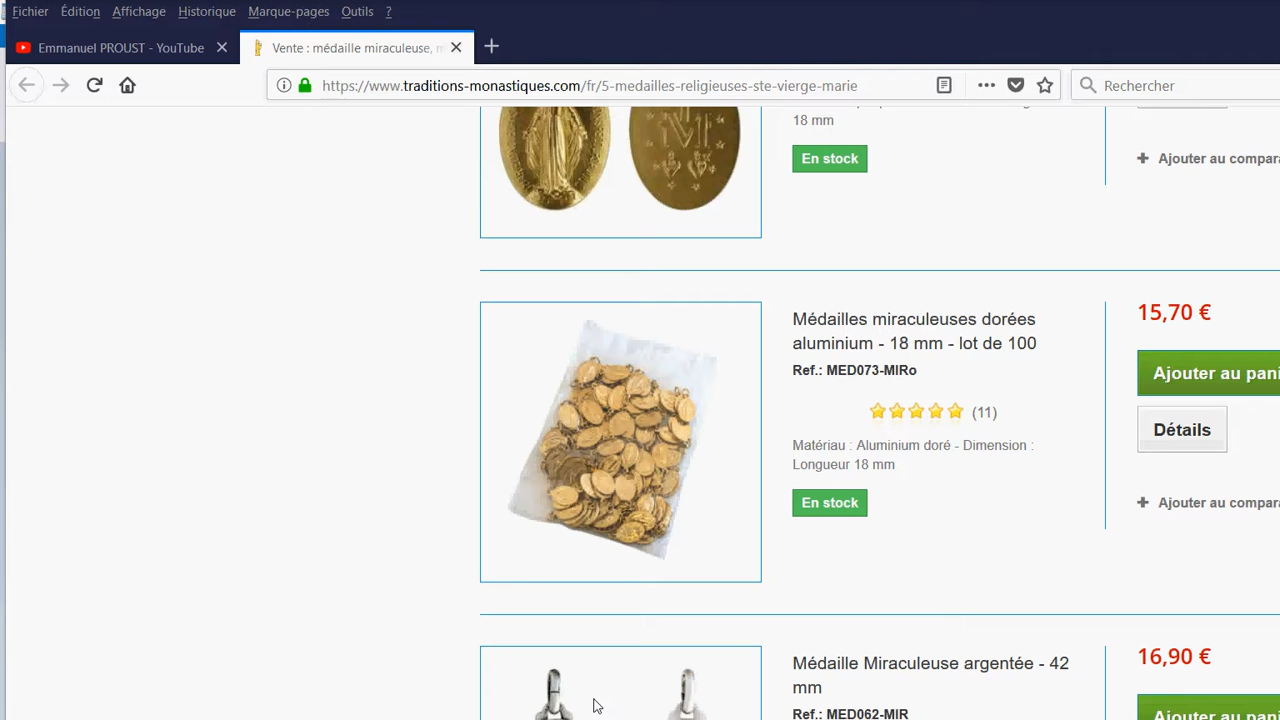 Fichier Édition Affichage Historique Marque-pages Outils ?
Emmanuel PROUST - YouTube
Vente : médaille miraculeuse,
https://www.traditions-monastiques.com/fr/5-medailles-religieuses-ste-vierge-marie
Rechercher
18 mm
En stock
Ajouter au compara
Médailles miraculeuses dorées
aluminium - 18 mm - lot de 100
Ref.: MED073-MIRo
(11)
Matériau : Aluminium doré - Dimension :
Longueur 18 mm
En stock
15,70 €
Ajouter au pani
Détails
Ajouter au compara
Médaille Miraculeuse argentée - 42
mm
Ref.: MED062-MIR
16,90 €
Ajouter au pani